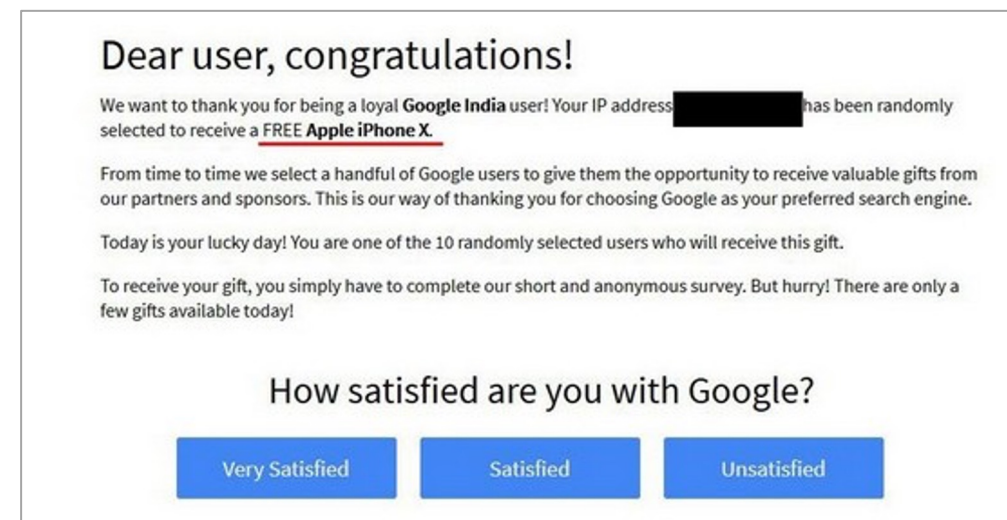 Dear user, congratulations!
We want to thank you for being a loyal Google India user! Your IP address has been randomly
selected to receive a FREE Apple iPhone X.
From time to time we select a handful of Google users to give them the opportunity to receive valuable gifts from
our partners and sponsors. This is our way of thanking you for choosing Google as your preferred search engine.
Today is your lucky day! You are one of the 10 randomly selected users who will receive this gift.
To receive your gift, you simply have to complete our short and anonymous survey. But hurry! There are only a
few gifts available today!
How satisfied are you with Google?
Very Satisfied
Satisfied
Unsatisfied